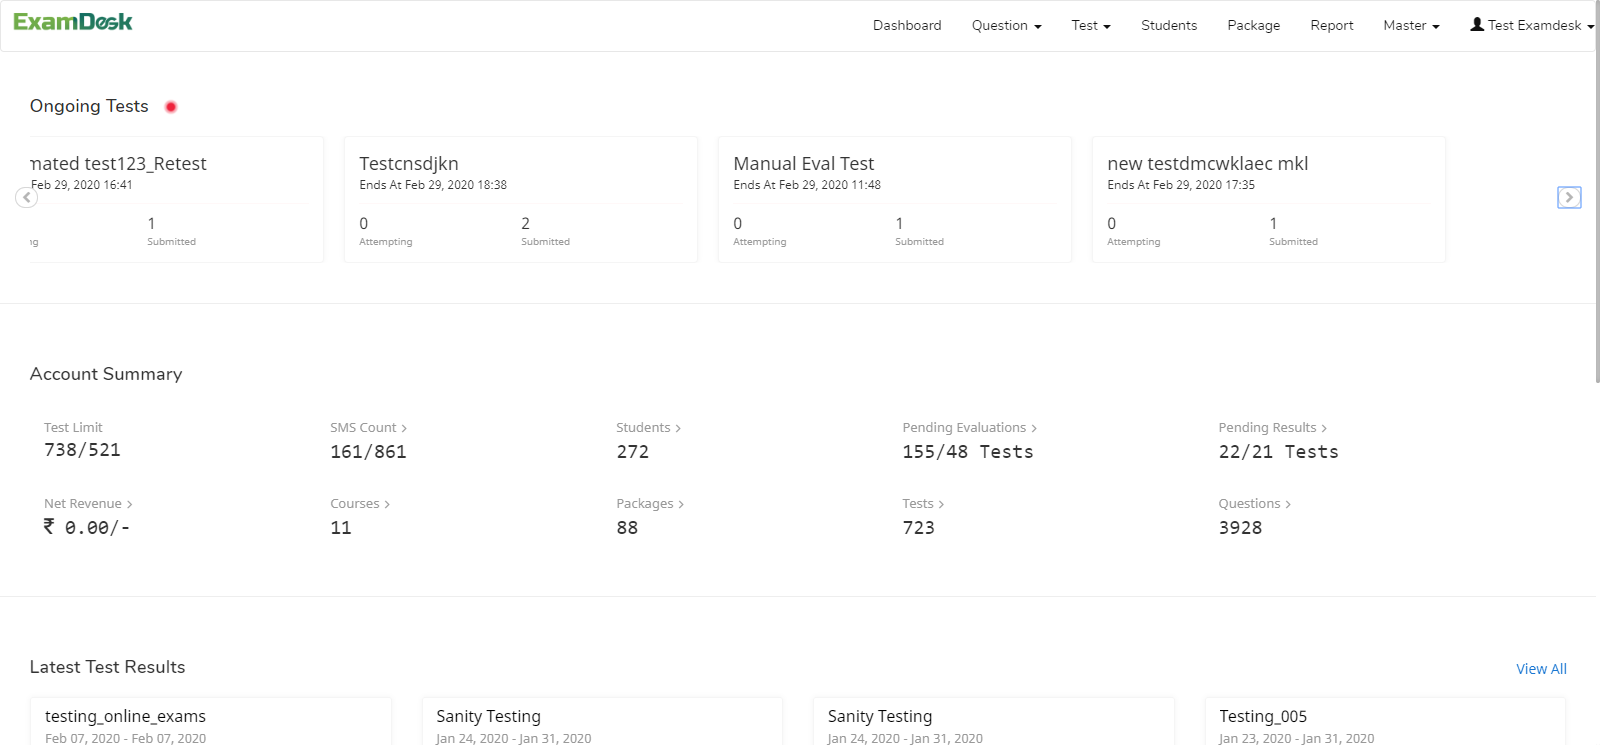 ExamDesk
Dashboard Question Test Students Package Report Master Test Examdesk
Ongoing Tests
mated test123_Retest
Feb 29, 2020 16:41
1
ng Submitted
Testcnsdjkn
Ends At Feb 29, 2020 18:38
0 2
Attempting Submitted
Manual Eval Test
Ends At Feb 29, 2020 11:48
0 1
Attempting Submitted
new testdmcwklaec mkl
Ends At Feb 29, 2020 17:35
0 1
Attempting Submitted
Account Summary
Test Limit
738/521
SMS Count >
161/861
Students >
272
Pending Evaluations >
155/48 Tests
Pending Results >
22/21 Tests
Net Revenue >
₹ 0.00/-
Courses >
11
Packages >
88
Tests >
723
Questions >
3928
Latest Test Results
View All
testing_online_exams
Feb 07, 2020 - Feb 07, 2020
Sanity Testing
Jan 24, 2020 - Jan 31, 2020
Sanity Testing
Jan 24, 2020 - Jan 31, 2020
Testing_005
Jan 23, 2020 - Jan 31, 2020